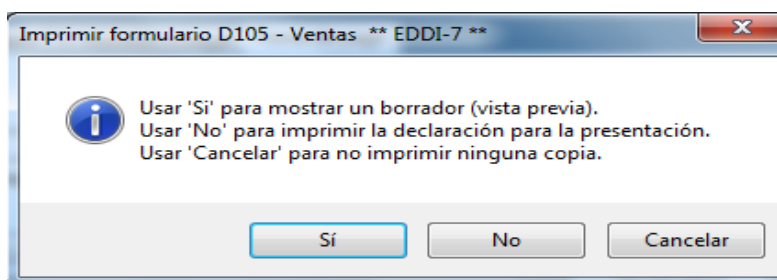 Imprimir formulario D105 - Ventas ** EDDI-7 **
Usar 'Si' para mostrar un borrador (vista previa).
Usar 'No' para imprimir la declaración para la presentación.
Usar 'Cancelar' para no imprimir ninguna copia.
Sí No Cancelar